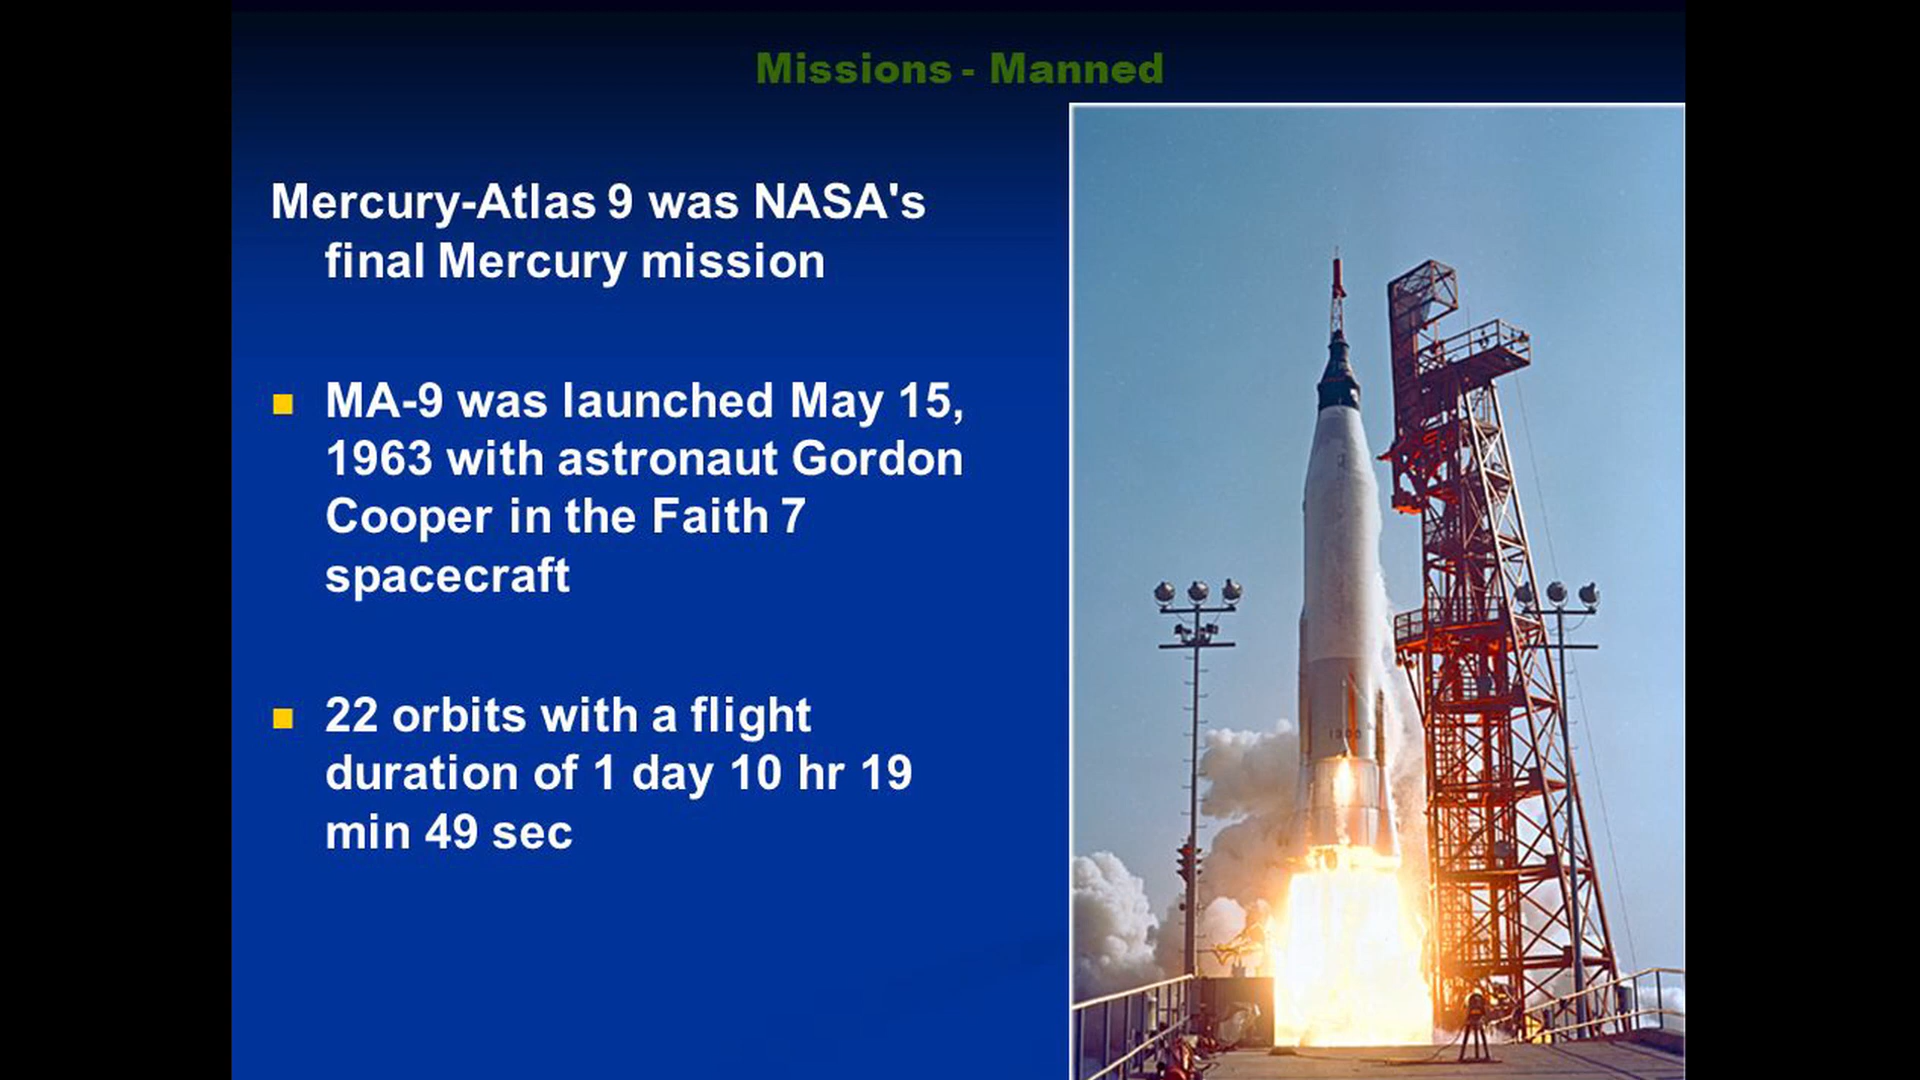 Missions - Manned
Mercury-Atlas 9 was NASA's
final Mercury mission
MA-9 was launched May 15,
1963 with astronaut Gordon
Cooper in the Faith 7
spacecraft
22 orbits with a flight
duration of 1 day 10 hr 19
min 49 sec